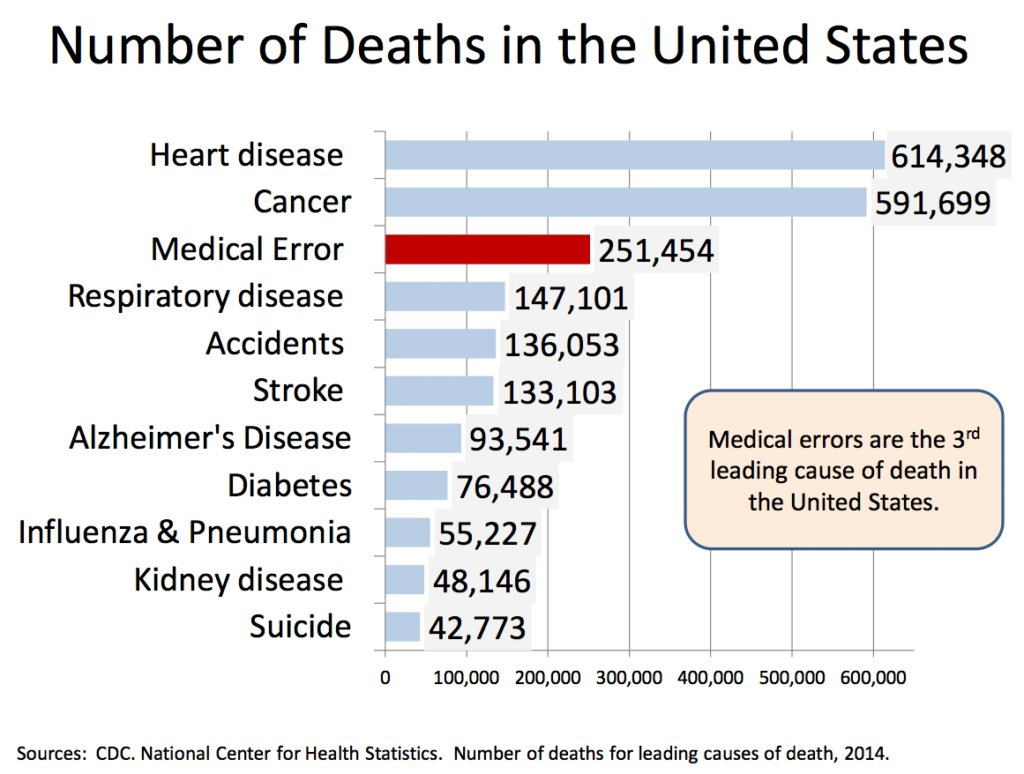 Number of Deaths in the United States
Heart disease 614,348
Cancer 591,699
Medical Error 251,454
Respiratory disease 147,101
Accidents 136,053
Stroke 133,103
Alzheimer's Disease 93,541
Diabetes 76,488
Influenza & Pneumonia 55,227
Kidney disease 48,146
Suicide 42,773
0 100,000 200,000 300,000 400,000 500,000 600,000
Medical errors are the 3rd
leading cause of death in
the United States.
Sources: CDC. National Center for Health Statistics. Number of deaths for leading causes of death, 2014.